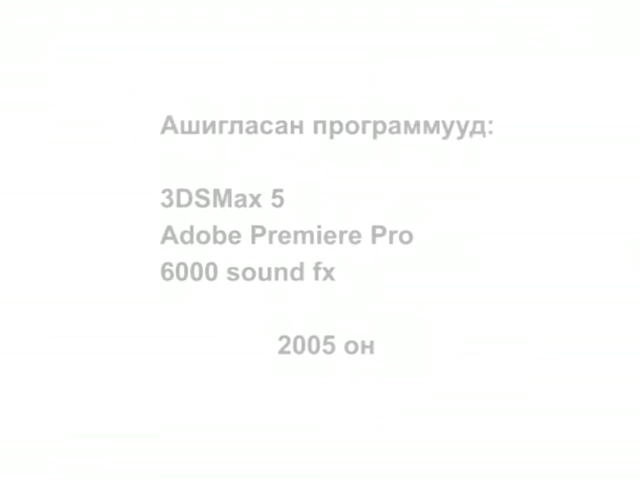 Ашигласан программууд:
3DSMax 5
Adobe Premiere Pro
6000 sound fx
2005 он